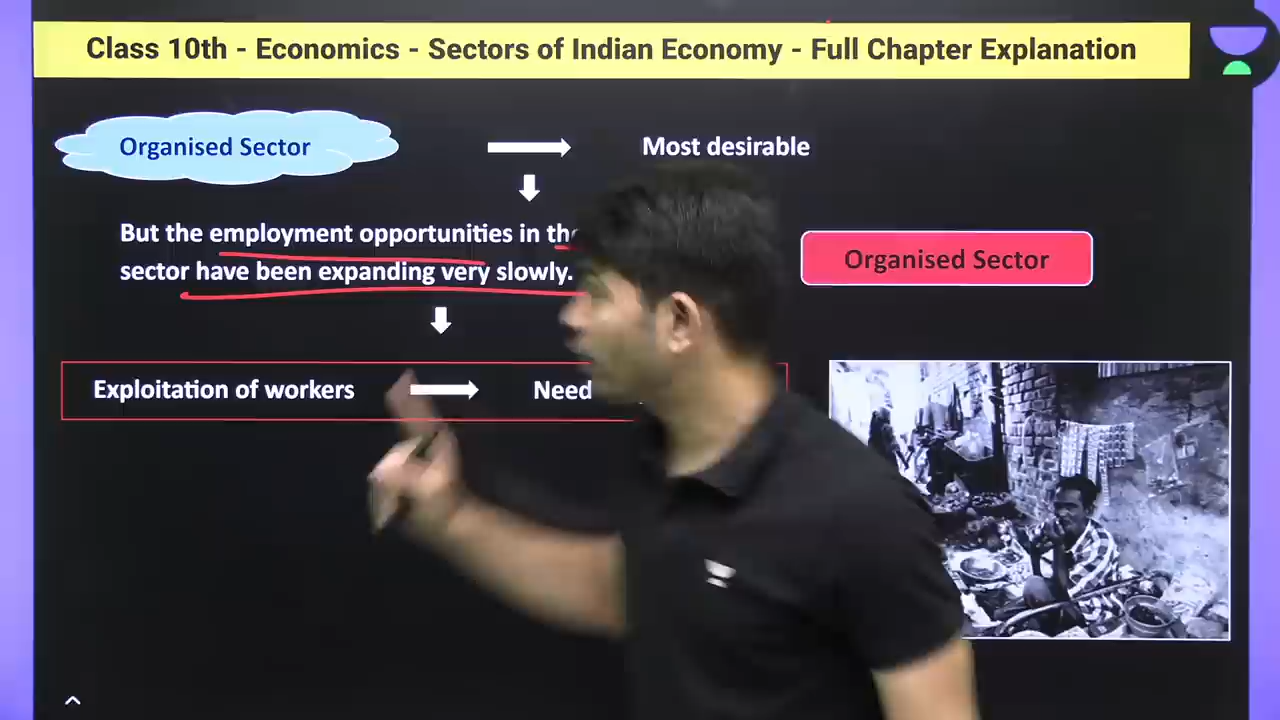 Class 10th - Economics - Sectors of Indian Economy - Full Chapter Explanation
Organised Sector
Most desirable
But the employment opportunities in
sector have been expanding very slowly.
Organised Sector
Exploitation of workers
Need